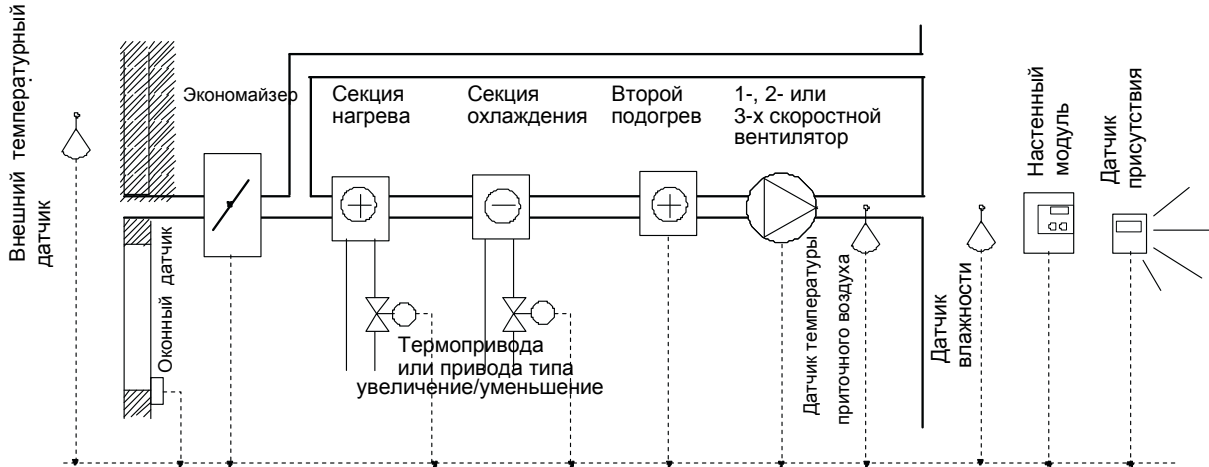 Внешний температурный
датчик
Экономайзер
Секция
нагрева
Секция
охлаждения
Второй
подогрев
1-, 2- или
3-х скоростной
вентилятор
Настенный
модуль
Датчик
присутствия
Оконный датчик
Термопривода
или привода типа
увеличение/уменьшение
Датчик температуры
приточного воздуха
Датчик
влажности